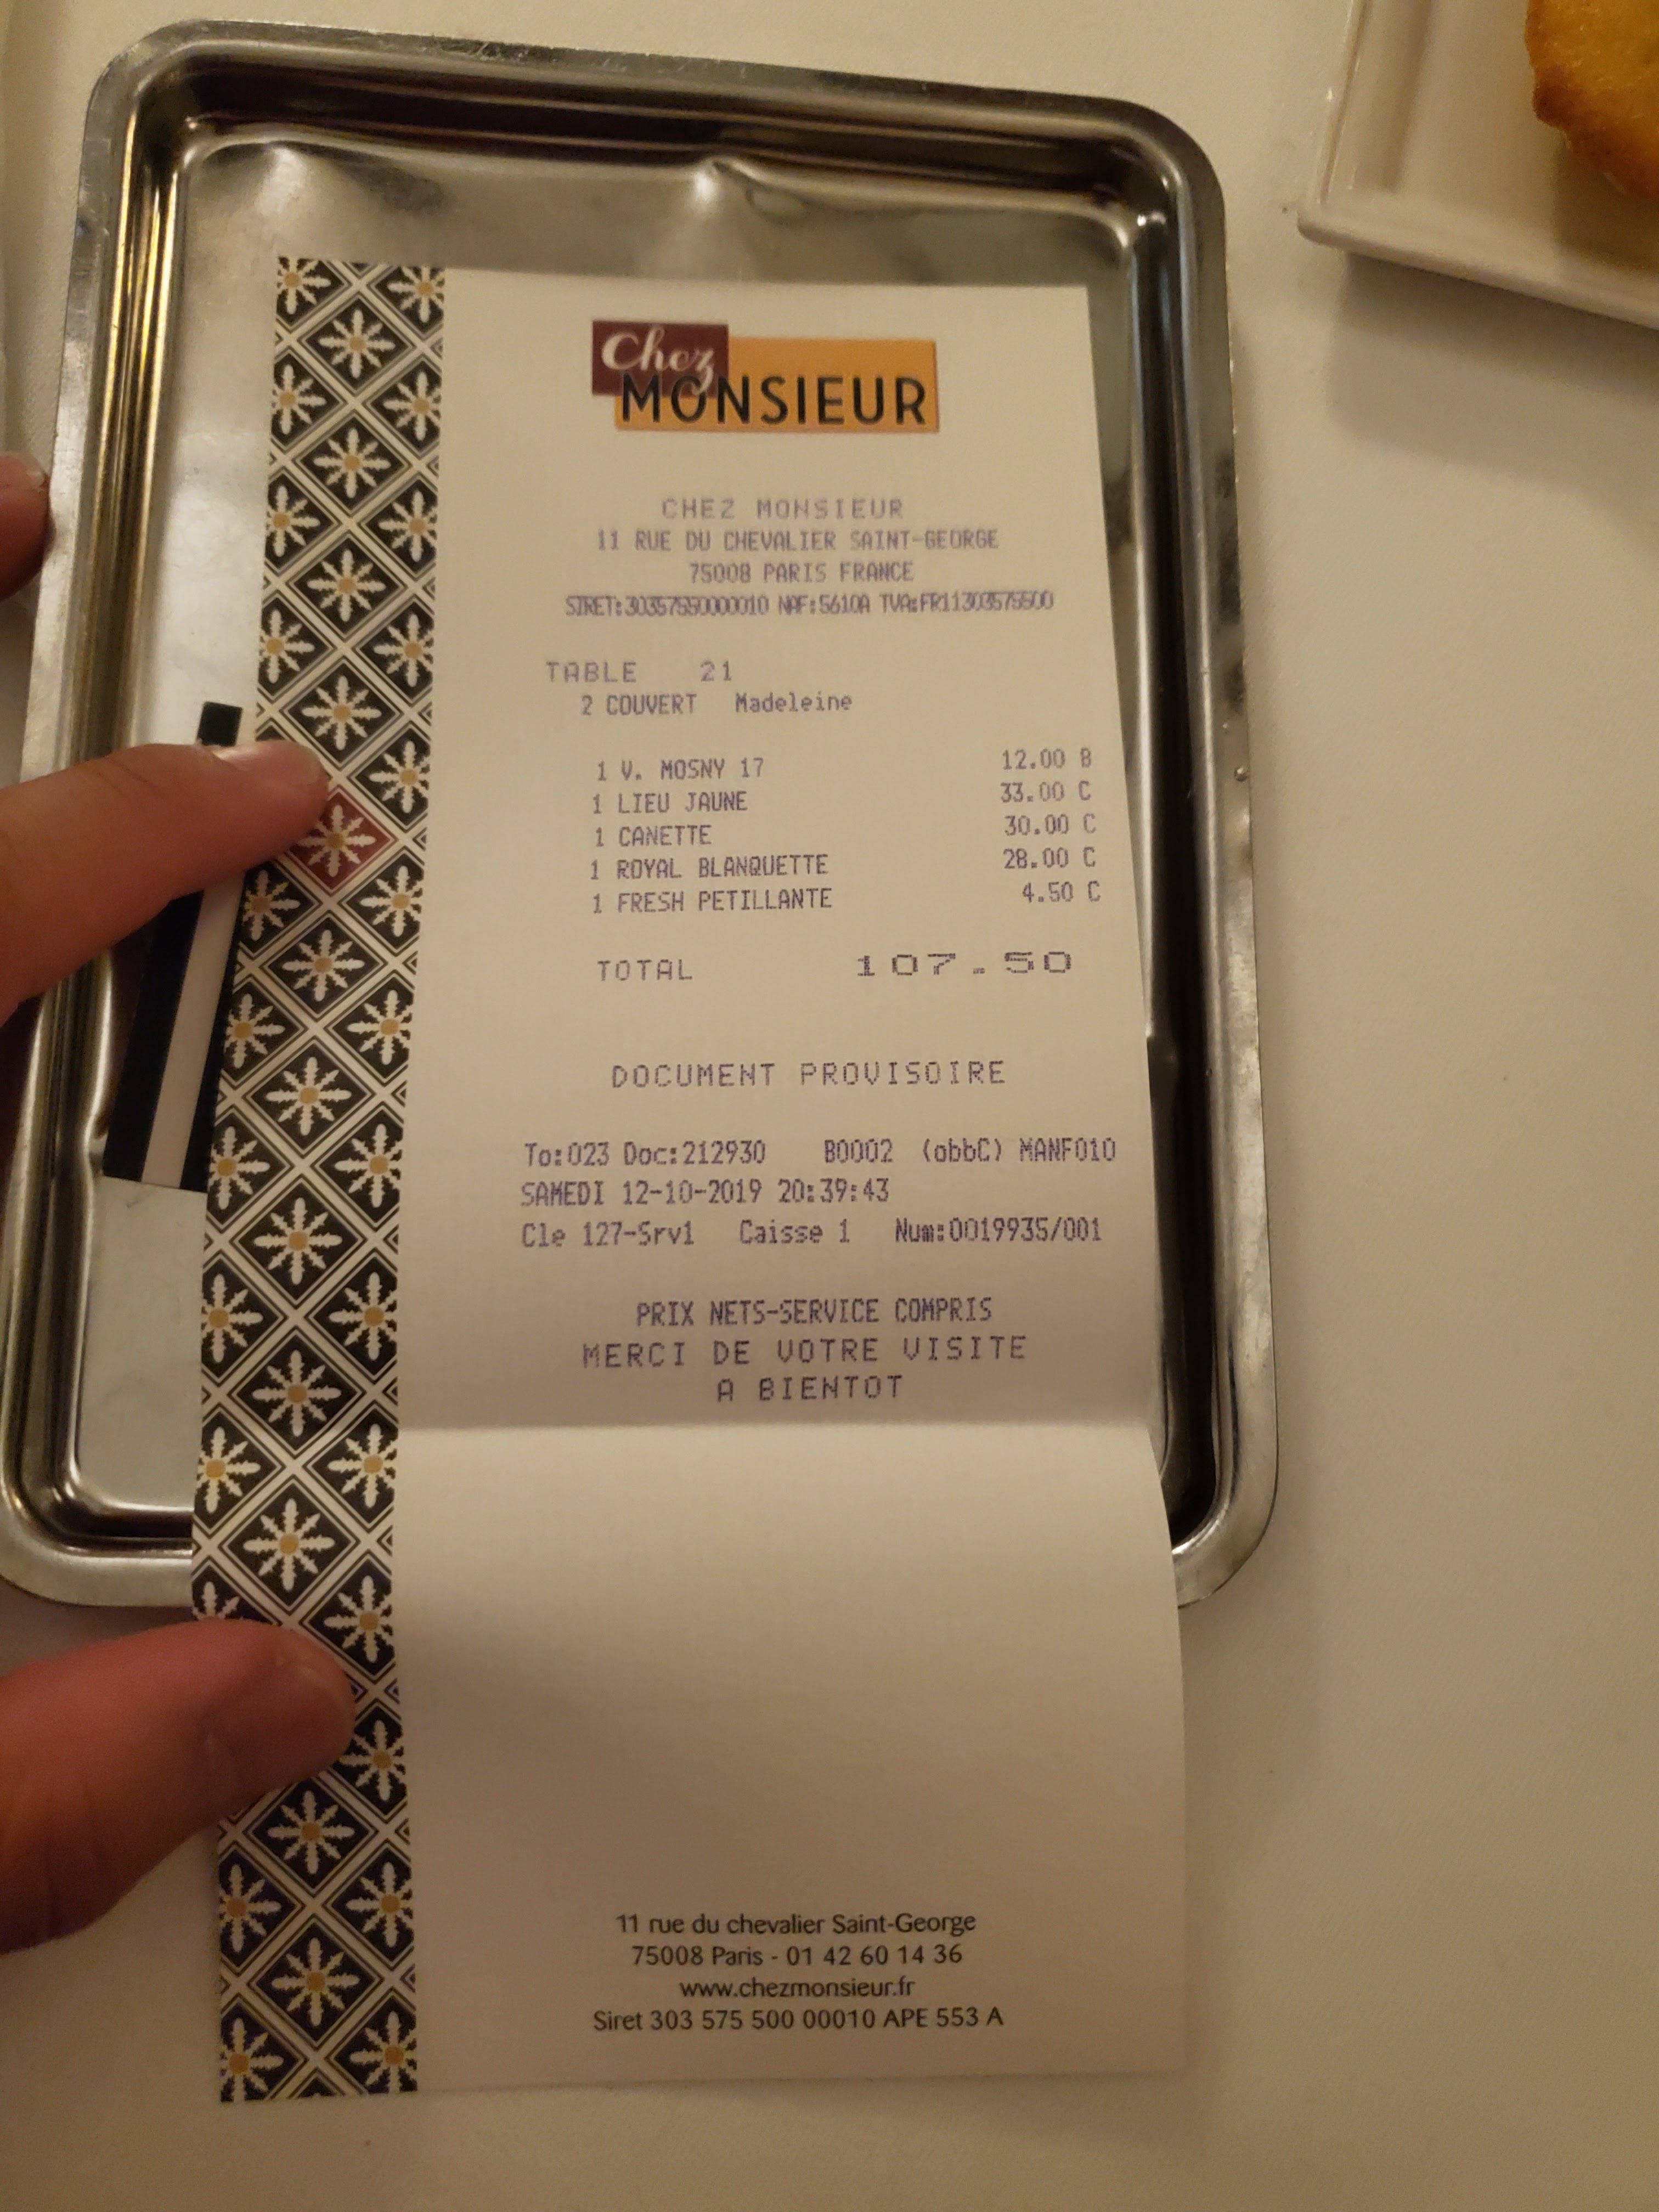 Chez
MONSIEUR
CHEZ MONSIEUR
11 RUE DU CHEVALIER SAINT-GEORGE
75008 PARIS FRANCE
SIRET:30357550000010 NAF:5610A TVA:FR11303575500
TABLE 21
2 COUVERT Madeleine
1 V. MOSNY 17 12.00 B
1 LIEU JAUNE 33.00 C
1 CANETTE 30.00 C
1 ROYAL BLANQUETTE 28.00 C
1 FRESH PETILLANTE 4.50 C
TOTAL 107.50
DOCUMENT PROVISOIRE
To:023 Doc:212930 B0002 (obbC) MANF010
SAMEDI 12-10-2019 20:39:43
Cle 127-Srv1 Caisse 1 Num:0019935/001
PRIX NETS-SERVICE COMPRIS
MERCI DE VOTRE VISITE
A BIENTOT
11 rue du chevalier Saint-George
75008 Paris - 01 42 60 14 36
www.chezmonsieur.fr
Siret 303 575 500 00010 APE 553 A